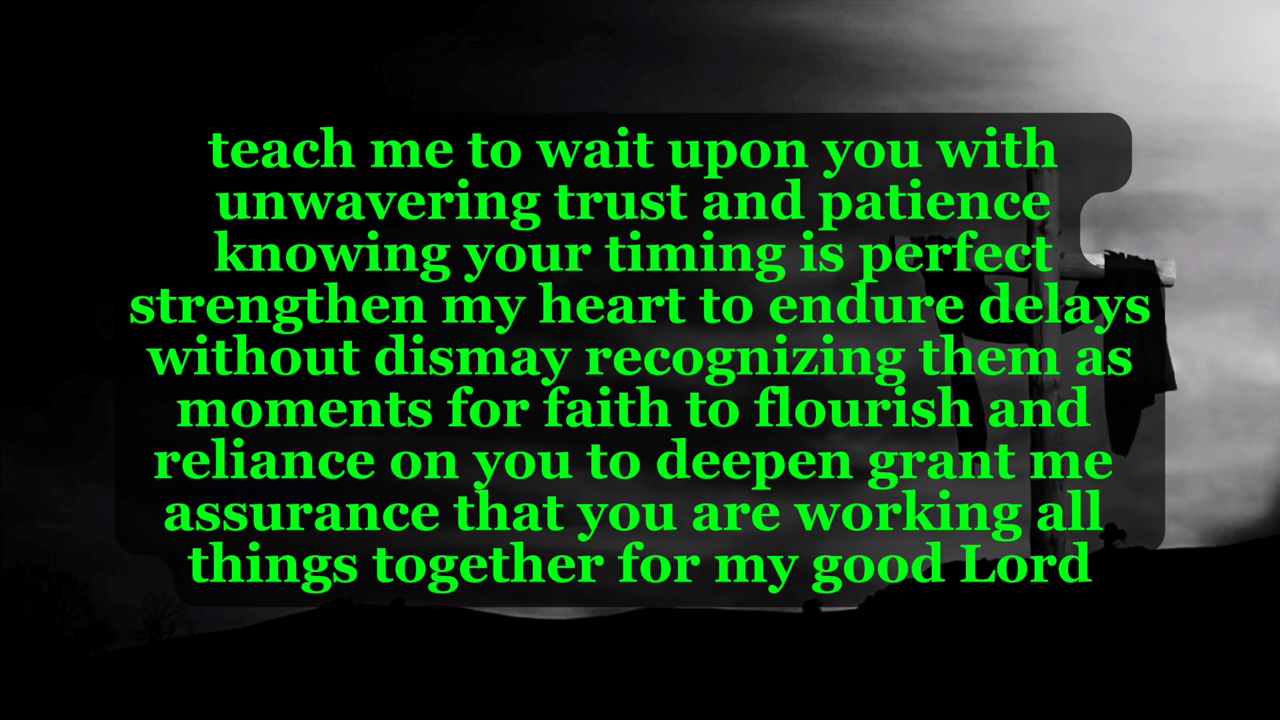 teach me to wait upon you with
unwavering trust and patience
knowing your timing is perfect
strengthen my heart to endure delays
without dismay recognizing them as
moments for faith to flourish and
reliance on you to deepen grant me
assurance that you are working all
things together for my good Lord